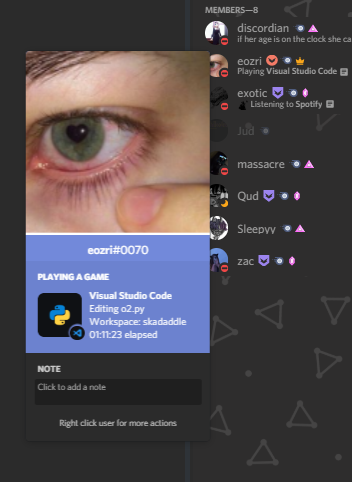 MEMBERS—8
discordian
if her age is on the clock she ca
eozri
Playing Visual Studio Code
exotic
Listening to Spotify
Jud
massacre
Qud
Sleepyy
zac
eozri#0070
PLAYING A GAME
Visual Studio Code
Editing o2.py
Workspace: skadaddle
01:11:23 elapsed
NOTE
Click to add a note
Right click user for more actions